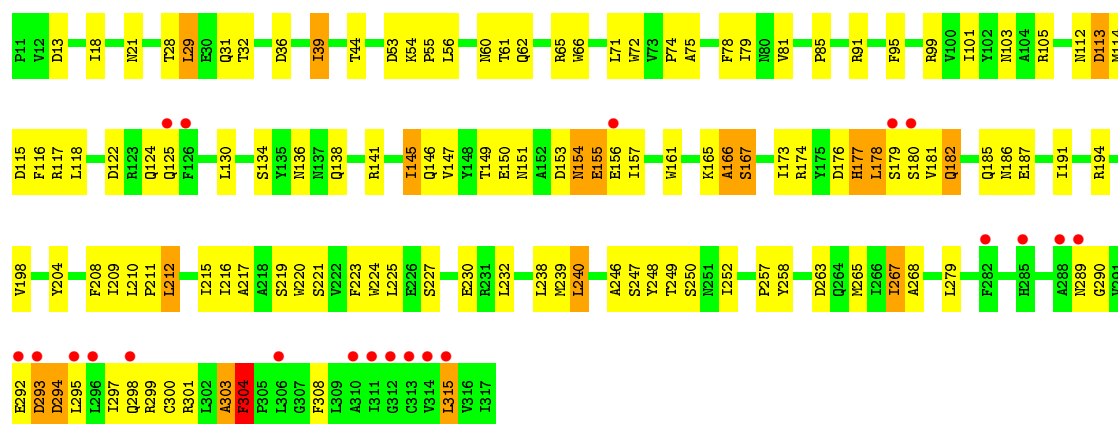 P11 V12 D13 I18 N21 T28 L29 E30 Q31 T32 D36 I39 T44 D53 K54 P55 L56 N60 T61 Q62 R65 W66 L71 W72 V73 P74 A75 F78 I79 N80 V81 P85 R91 F95 R99 V100 I101 Y102 N103 A104 R105 N112 D113 M114
D115 F116 R117 L118 D122 R123 Q124 Q125 F126 L130 S134 Y135 N136 N137 Q138 R141 I145 Q146 V147 Y148 T149 E150 N151 A152 D153 N154 E155 E156 I157 W161 K165 A166 S167 I173 R174 Y175 D176 H177 L178 S179 S180 V181 Q182 Q185 N186 E187 I191 R194
V198 Y204 F208 I209 L210 P211 L212 I215 I216 A217 A218 S219 W220 S221 V222 F223 W224 L225 E226 S227 E230 R231 L232 L238 M239 L240 A246 S247 Y248 T249 S250 N251 I252 P257 Y258 D263 Q264 M265 I266 I267 A268 L279 F282 H285 A288 N289 G290
E292 D293 D294 L295 L296 I297 Q298 R299 C300 R301 L302 A303 F304 P305 L306 G307 F308 L309 A310 I311 G312 C313 V314 L315 V316 I317